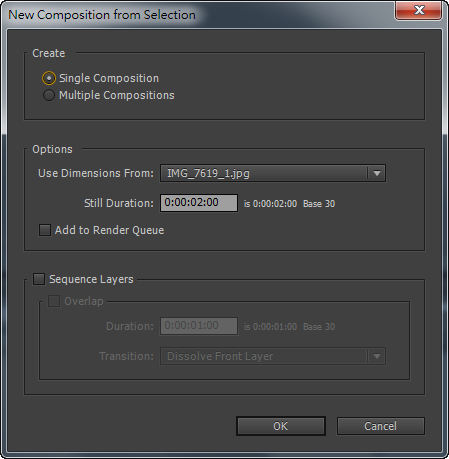 New Composition from Selection
Create
Single Composition
Multiple Compositions
Options
Use Dimensions From: IMG_7619_1.jpg
Still Duration: 0:00:02:00 is 0:00:02:00 Base 30
Add to Render Queue
Sequence Layers
Overlap
Duration: 0:00:01:00 is 0:00:01:00 Base 30
Transition: Dissolve Front Layer
OK Cancel